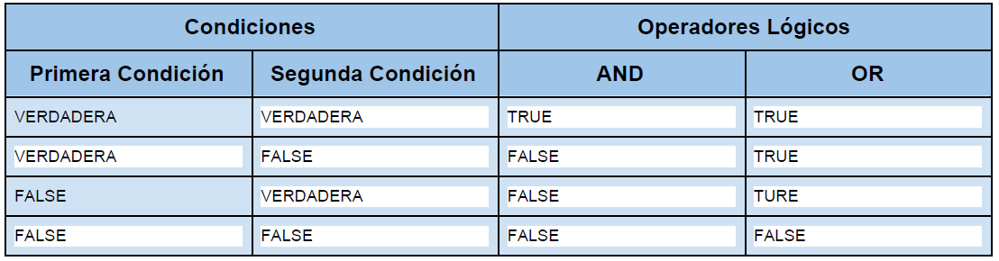 Condiciones Operadores Lógicos
Primera Condición Segunda Condición AND OR
VERDADERA VERDADERA TRUE TRUE
VERDADERA FALSE FALSE TRUE
FALSE VERDADERA FALSE TURE
FALSE FALSE FALSE FALSE